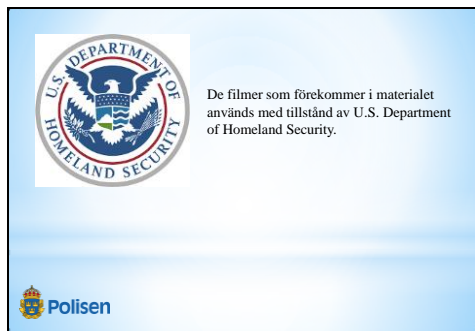 U.S. DEPARTMENT OF HOMELAND SECURITY
De filmer som förekommer i materialet
används med tillstånd av U.S. Department
of Homeland Security.
Polisen